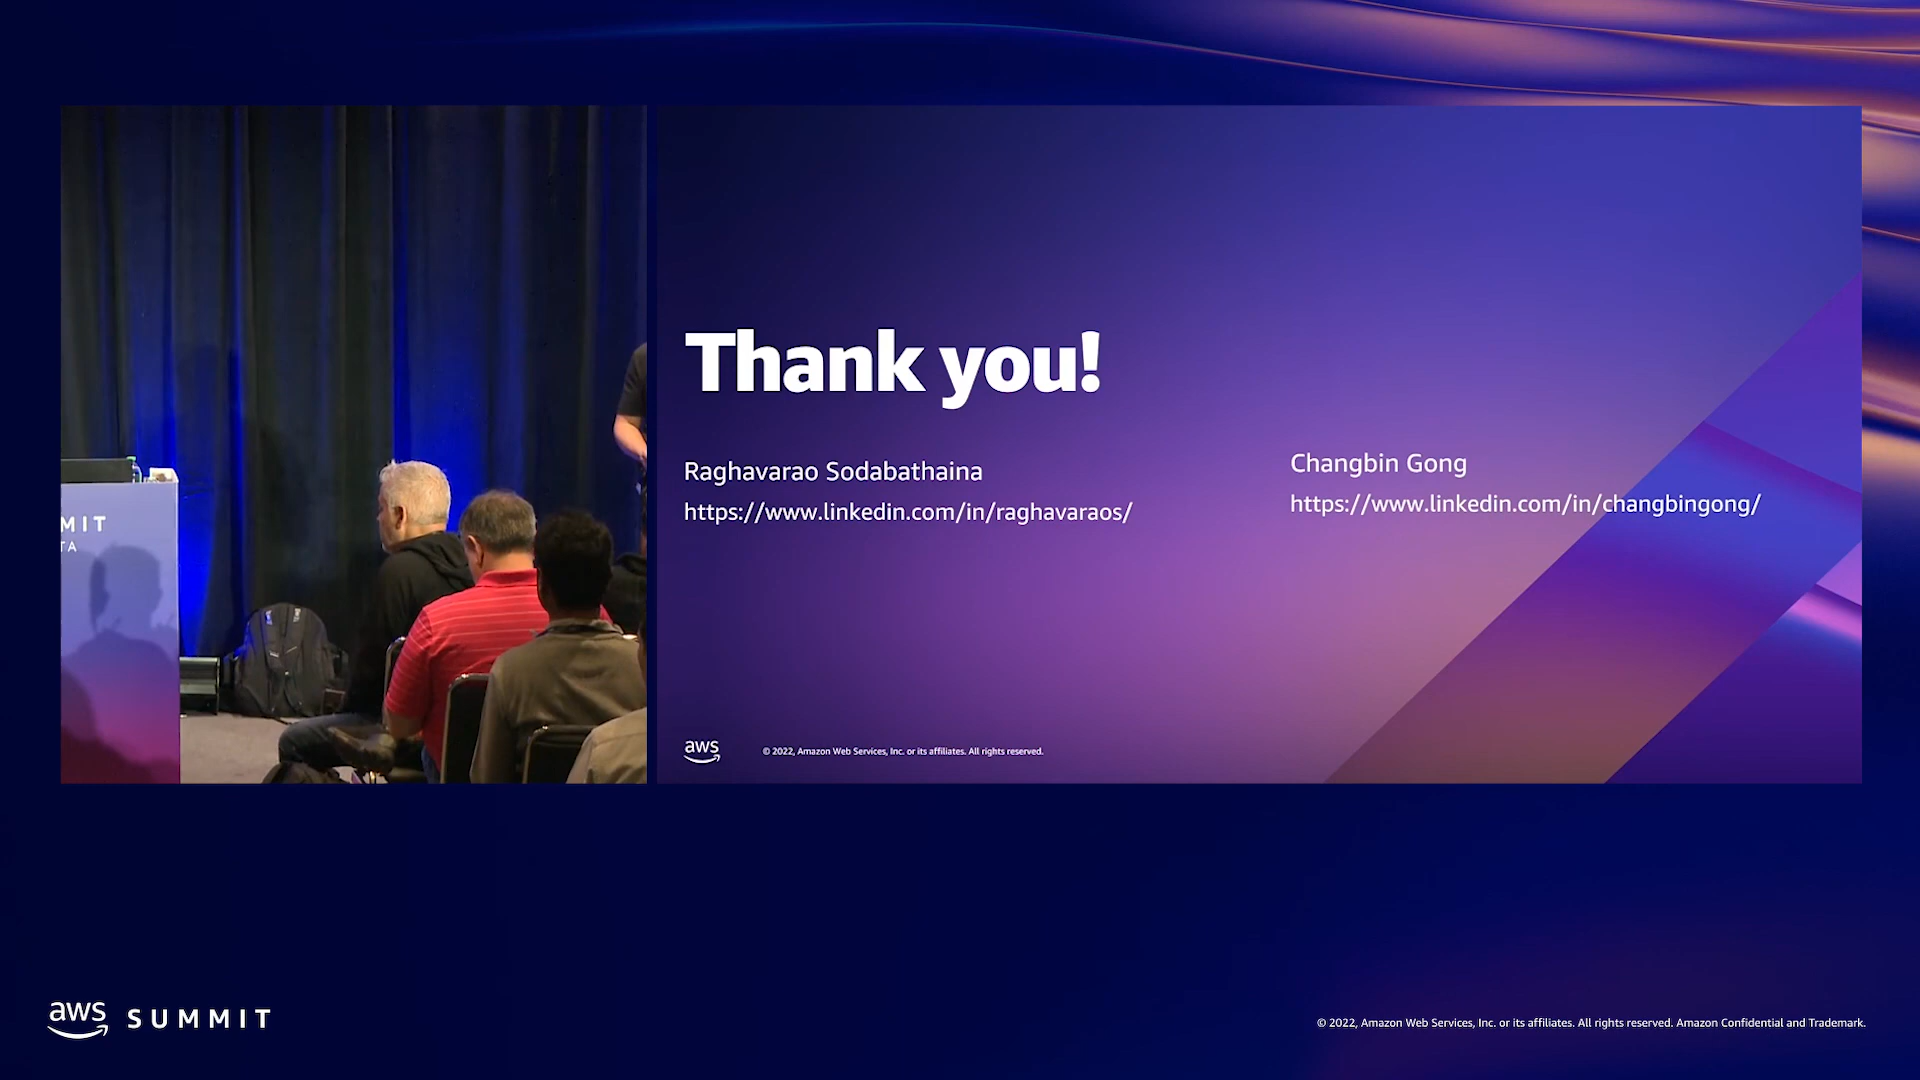 MIT
TA
Thank you!
Raghavarao Sodabathaina
https://www.linkedin.com/in/raghavaraos/
Changbin Gong
https://www.linkedin.com/in/changbingong/
aws
© 2022, Amazon Web Services, Inc. or its affiliates. All rights reserved.
aws SUMMIT
© 2022, Amazon Web Services, Inc. or its affiliates. All rights reserved. Amazon Confidential and Trademark.